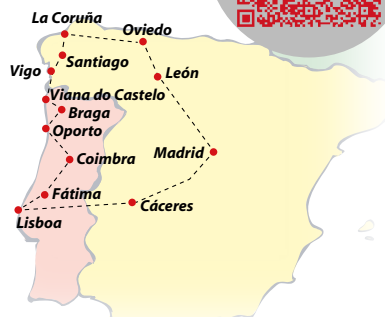 La Coruña
Oviedo
Santiago
Vigo
León
Viana do Castelo
Braga
Oporto
Coimbra
Madrid
Fátima
Cáceres
Lisboa